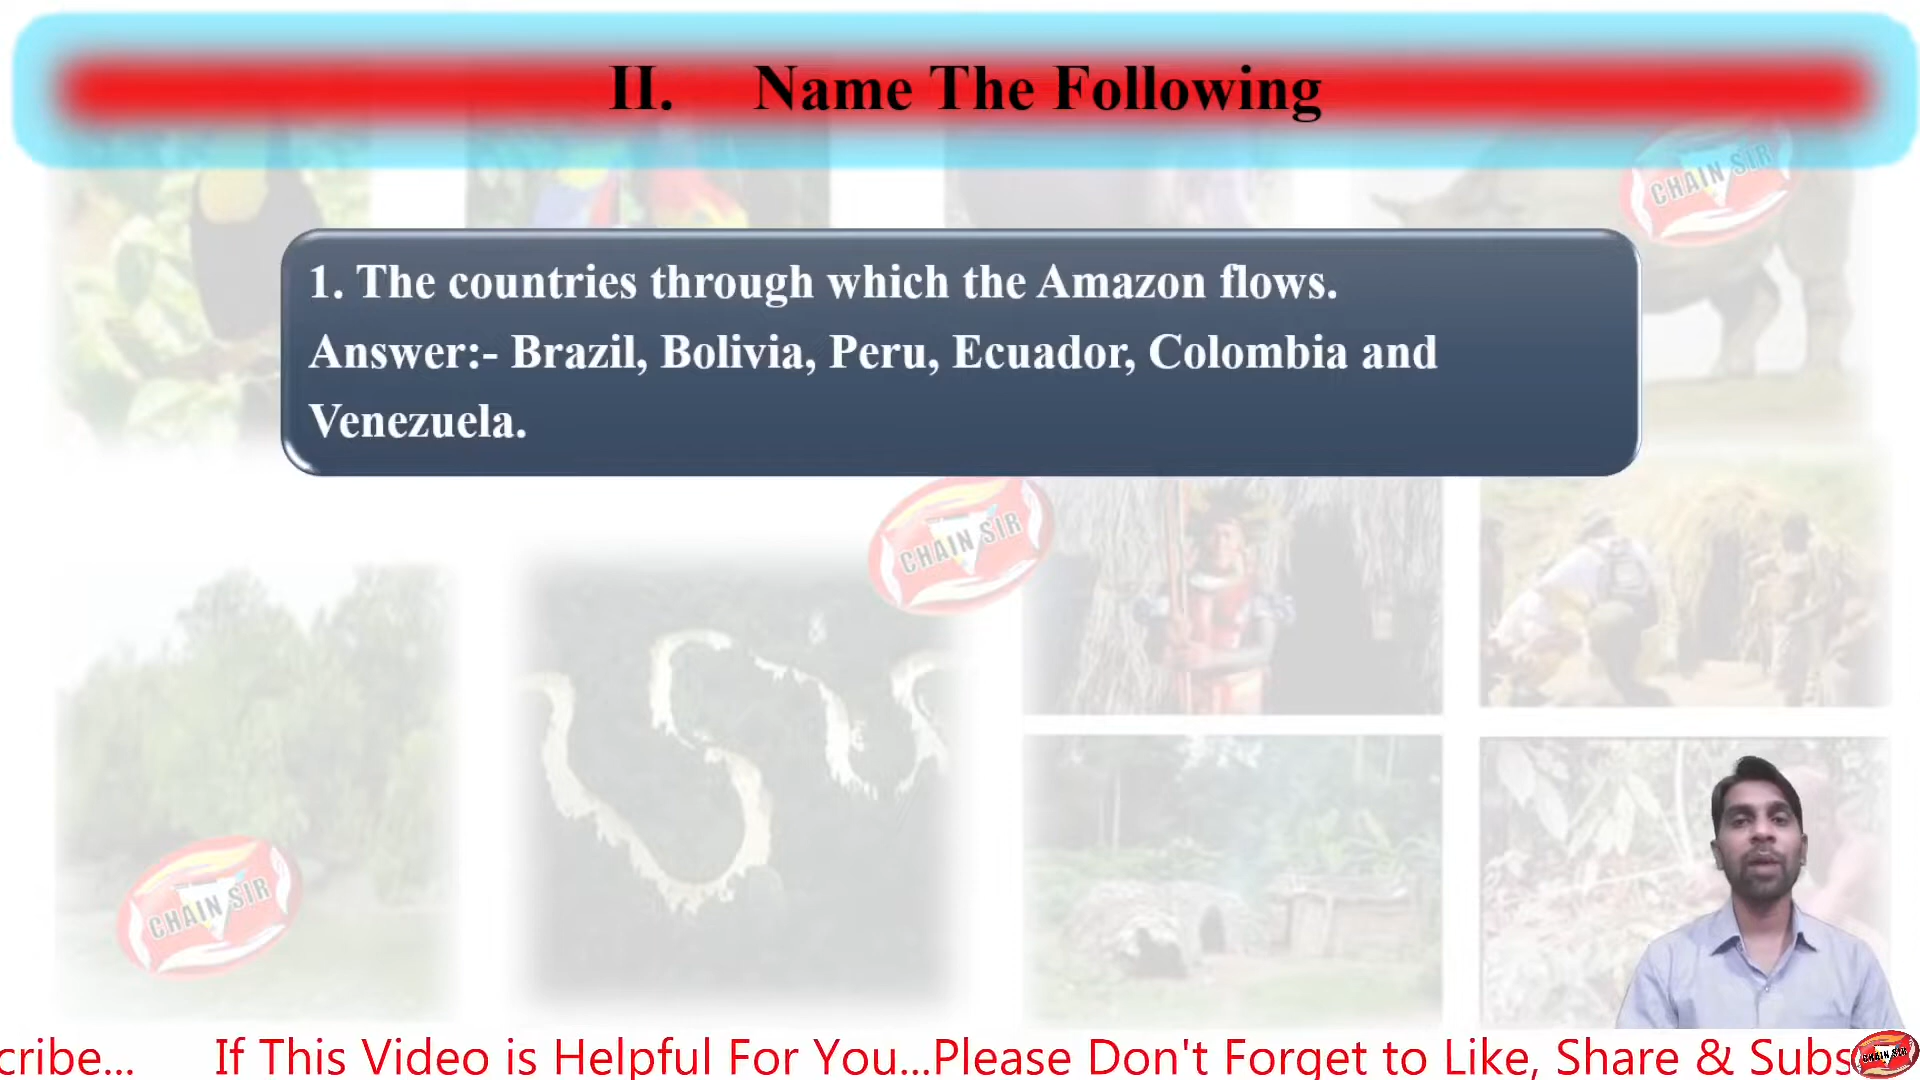 II. Name The Following
CHAIN SIR
1. The countries through which the Amazon flows.
Answer:- Brazil, Bolivia, Peru, Ecuador, Colombia and
Venezuela.
CHAIN SIR
CHAIN SIR
cribe... If This Video is Helpful For You...Please Don't Forget to Like, Share & Subs
CHAIN SIR